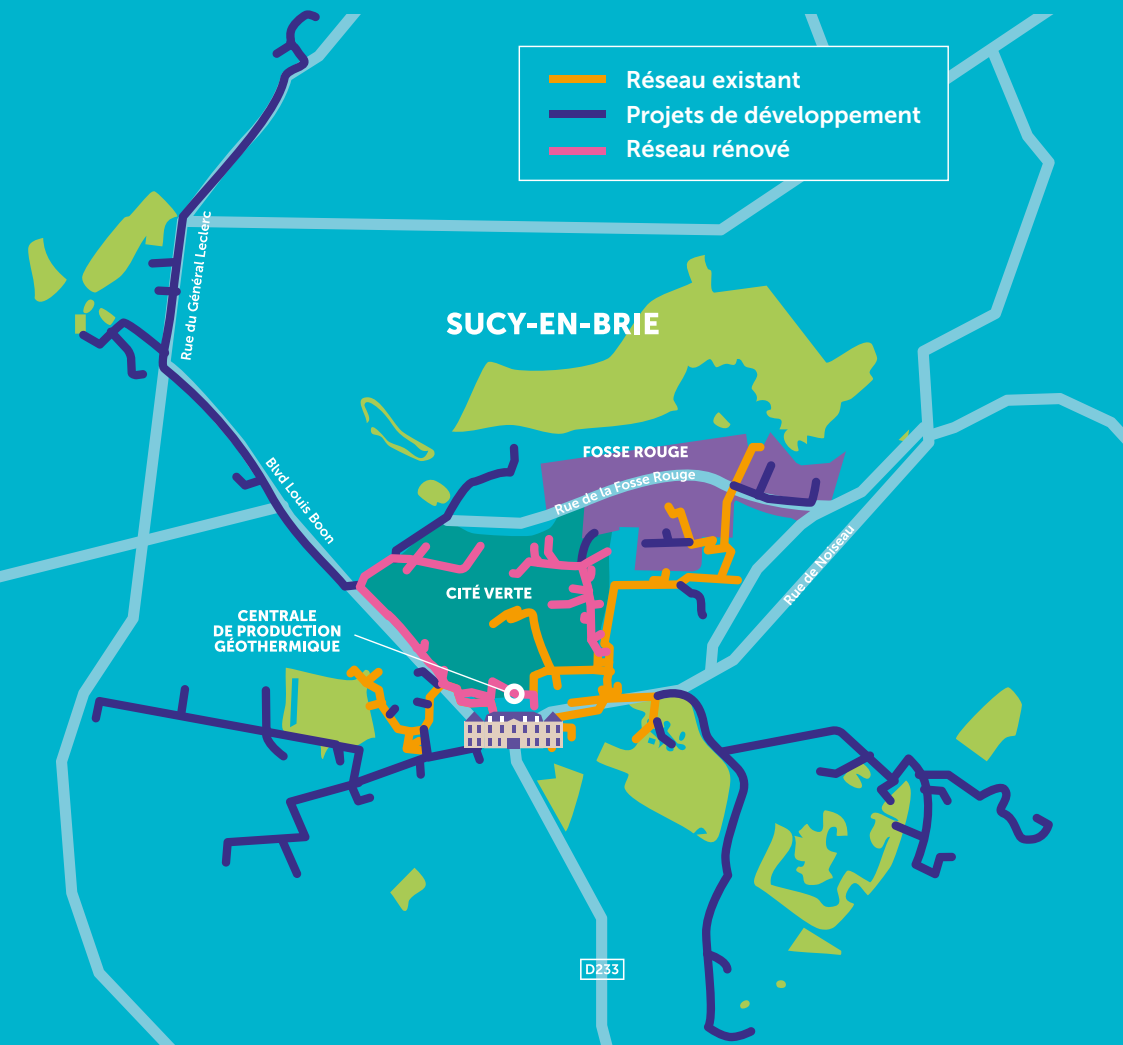 Réseau existant
Projets de développement
Réseau rénové
Rue du Général Leclerc
SUCY-EN-BRIE
FOSSE ROUGE
Rue de la Fosse Rouge
Blvd Louis Boon
Rue de Noiseau
CITÉ VERTE
CENTRALE
DE PRODUCTION
GÉOTHERMIQUE
D233